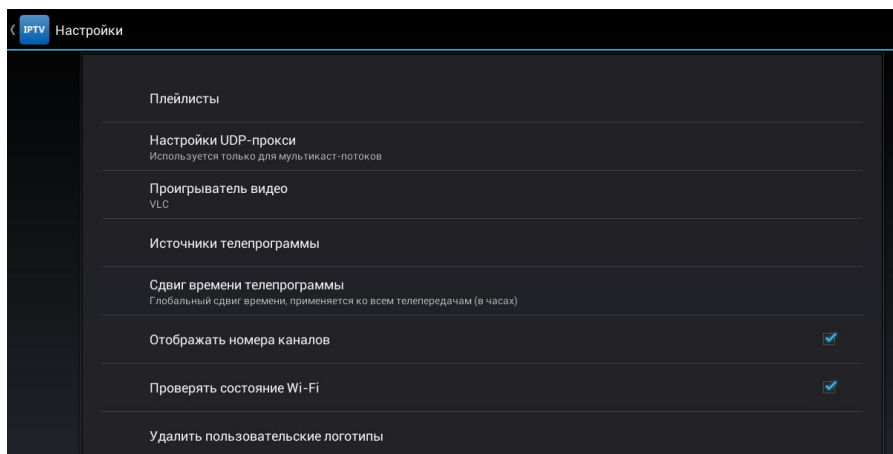 IPTV Настройки
Плейлисты
Настройки UDP-прокси
Используется только для мультикаст-потоков
Проигрыватель видео
VLC
Источники телепрограммы
Сдвиг времени телепрограммы
Глобальный сдвиг времени, применяется ко всем телепередачам (в часах)
Отображать номера каналов
Проверять состояние Wi-Fi
Удалить пользовательские логотипы